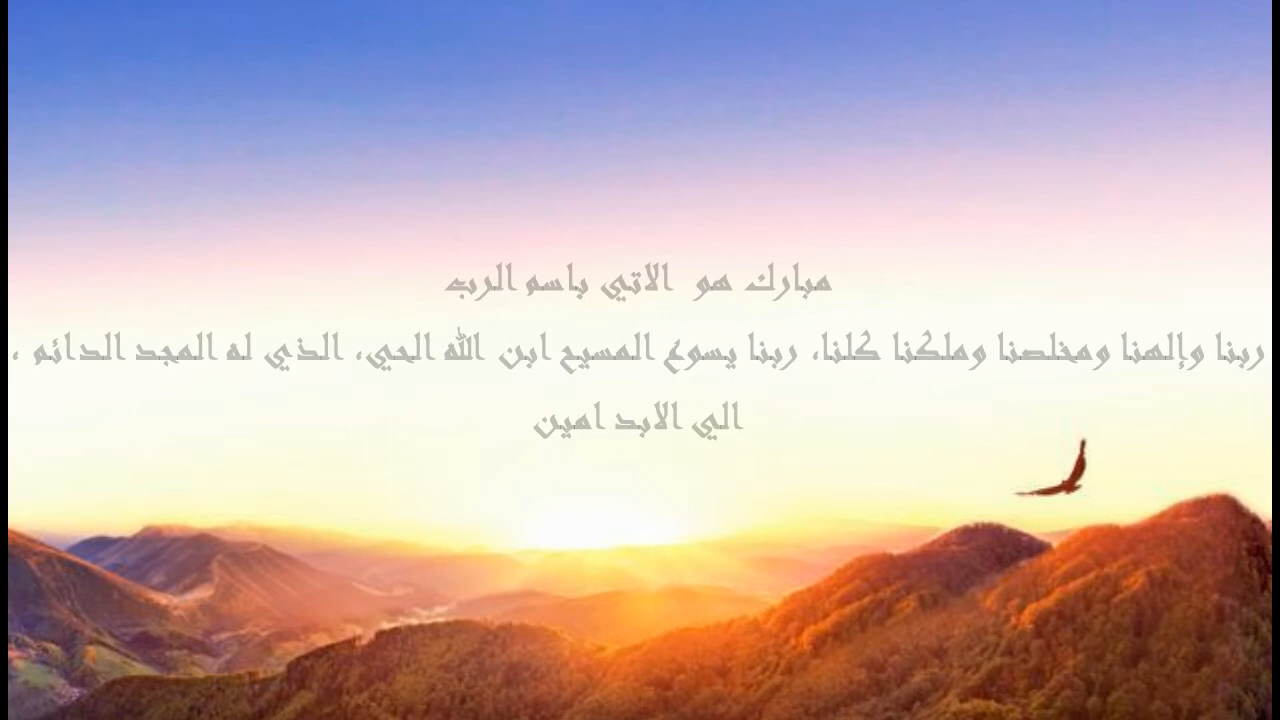 مبارك هو الاتي باسم الرب
ربنا وإلهنا ومخلصنا وملكنا كلنا، ربنا يسوع المسيح ابن الله الحي، الذي له المجد الدائم ،
الي الابد امين